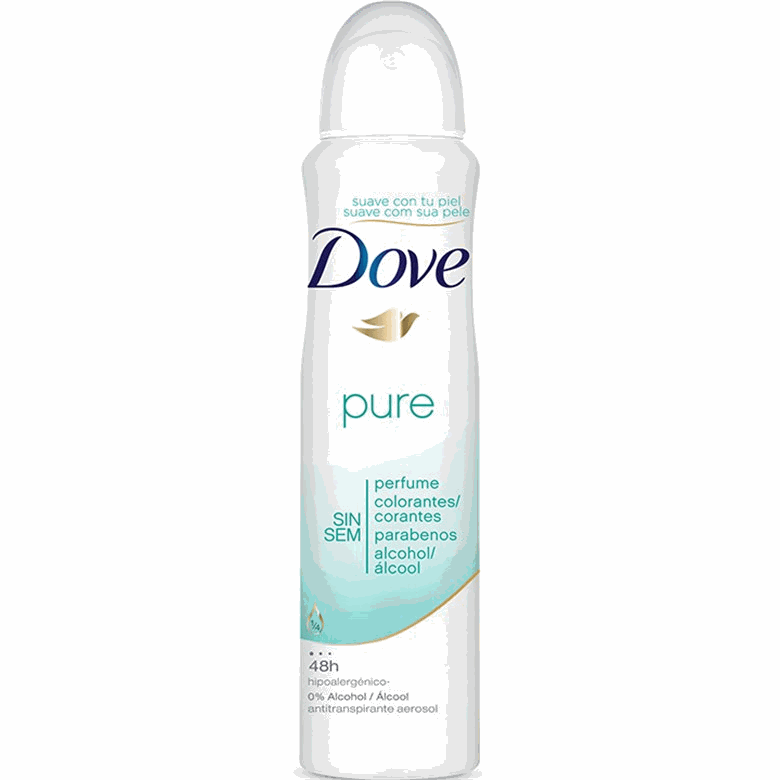 suave con tu piel
suave com sua pele
Dove
pure
SIN
SEM
perfume
colorantes/
corantes
parabenos
alcohol/
álcool
1/4
48h
hipoalergénico-
0% Alcohol / Álcool
antitranspirante aerosol